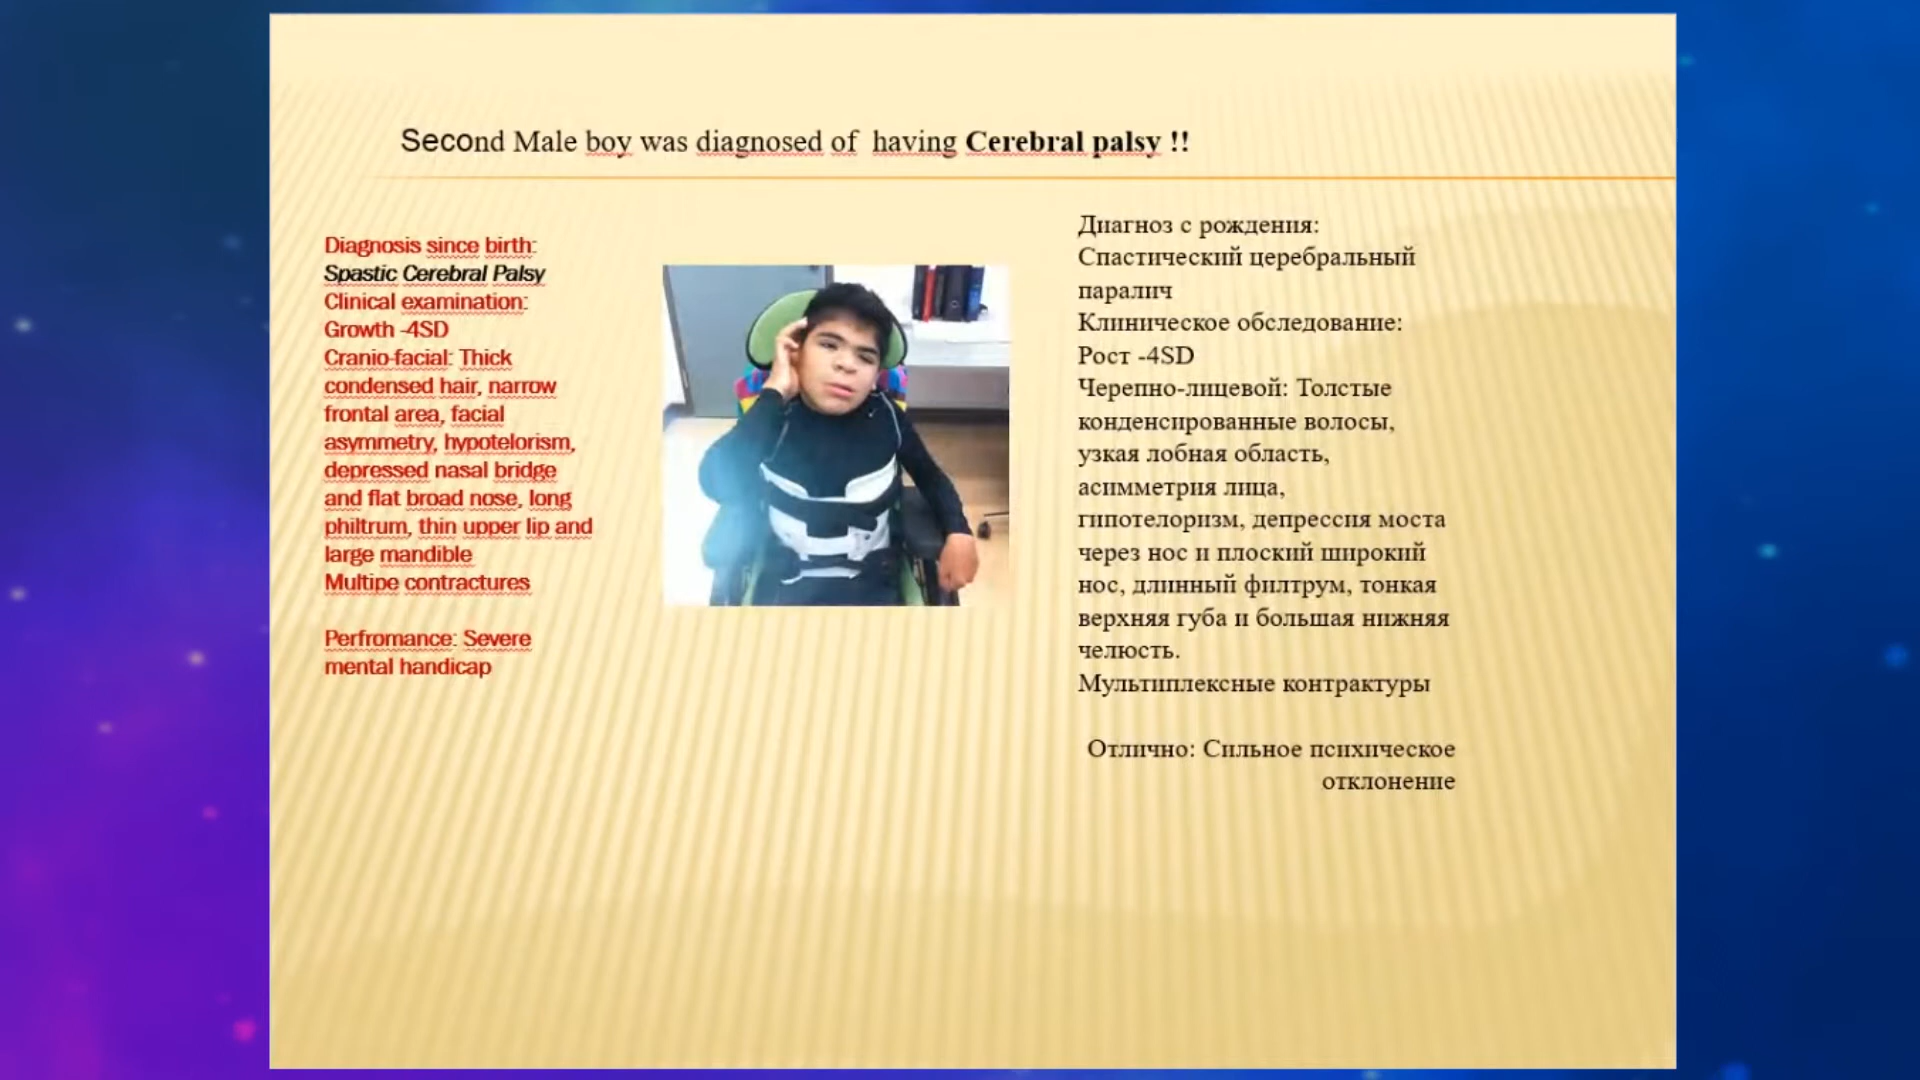 Second Male boy was diagnosed of having Cerebral palsy !!
Diagnosis since birth:
Spastic Cerebral Palsy
Clinical examination:
Growth -4SD
Cranio-facial: Thick
condensed hair, narrow
frontal area, facial
asymmetry, hypotelorism,
depressed nasal bridge
and flat broad nose, long
philtrum, thin upper lip and
large mandible
Multipe contractures
Perfromance: Severe
mental handicap
Диагноз с рождения:
Спастический церебральный
паралич
Клиническое обследование:
Рост -4SD
Черепно-лицевой: Толстые
конденсированные волосы,
узкая лобная область,
асимметрия лица,
гипотелоризм, депрессия моста
через нос и плоский широкий
нос, длинный филтрум, тонкая
верхняя губа и большая нижняя
челюсть.
Мультиплексные контрактуры
Отлично: Сильное психическое
отклонение